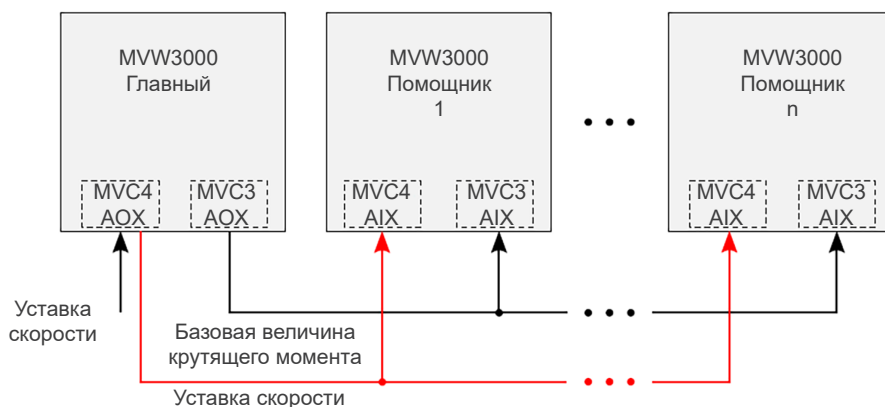 MVW3000
Главный
MVC4
AOX
MVC3
AOX
MVW3000
Помощник
1
MVC4
AIX
MVC3
AIX
MVW3000
Помощник
n
MVC4
AIX
MVC3
AIX
Уставка
скорости
Базовая величина
крутящего момента
Уставка скорости